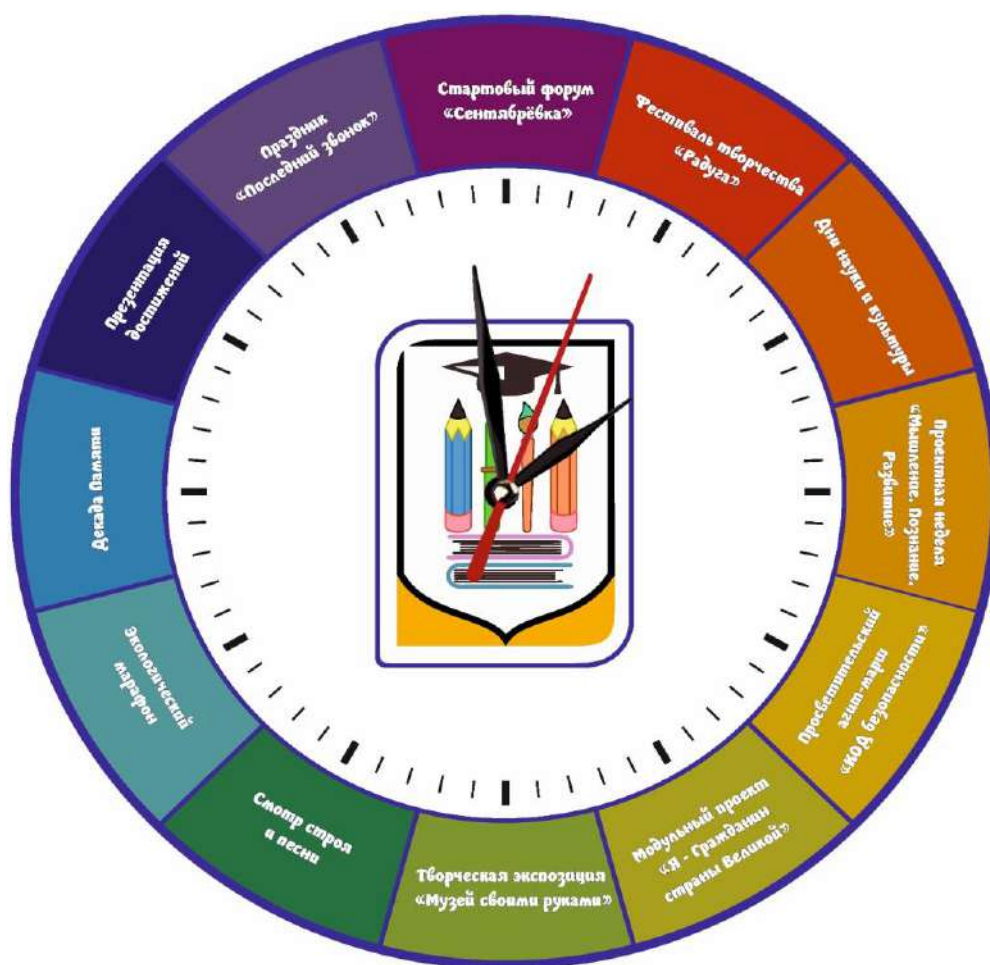 Стартовый форум
«Сентябрёвка»
Фестиваль творчества
«Радуга»
Дни науки и культуры
Проектная неделя
«Мышление. Познание.
Развитие»
Просветительский
агит-марш
«КОД безопасности»
Модульный проект
«Я - Гражданин
страны Великой»
Творческая экспозиция
«Музей своими руками»
Смотр строя
и песни
Экологический
марафон
Декада Памяти
Презентация
достижений
Праздник
«Последний звонок»